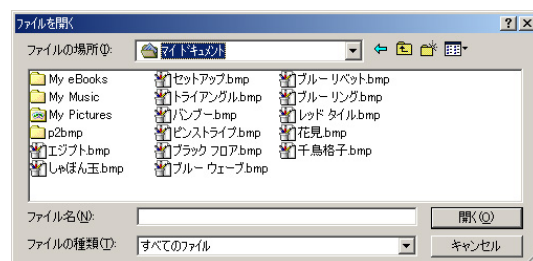 ファイルを開く
ファイルの場所(I): マイ ドキュメント
My eBooks セットアップ.bmp ブルー リベット.bmp
My Music トライアングル.bmp ブルー リング.bmp
My Pictures バンブー.bmp レッド タイル.bmp
p2bmp ピンストライプ.bmp 花見.bmp
エジプト.bmp ブラック フロア.bmp 千鳥格子.bmp
しゃぼん玉.bmp ブルー ウェーブ.bmp
ファイル名(N): 開く(O)
ファイルの種類(T): すべてのファイル キャンセル